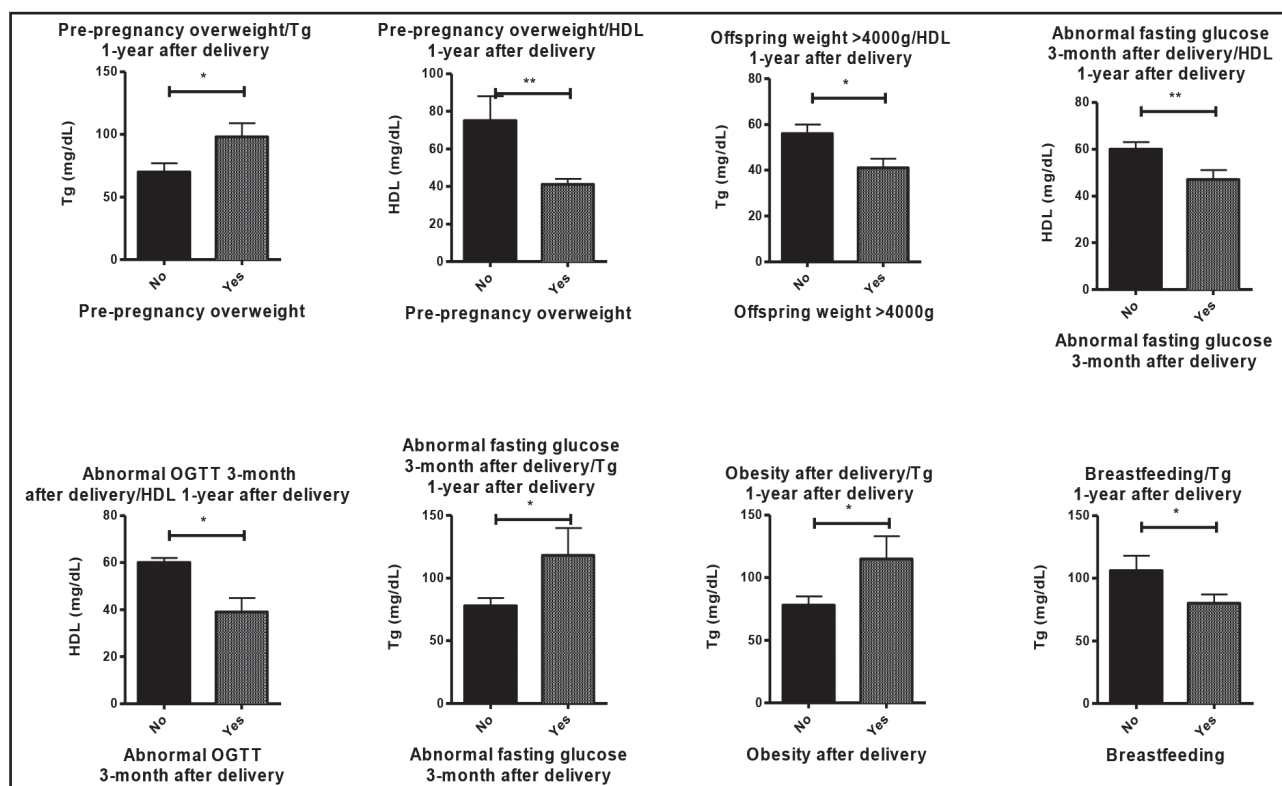 Pre-pregnancy overweight/Tg
1-year after delivery
150
100
50
0
Tg (mg/dL)
*
No
Yes
Pre-pregnancy overweight
Pre-pregnancy overweight/HDL
1-year after delivery
100
80
60
40
20
0
HDL (mg/dL)
**
No
Yes
Pre-pregnancy overweight
Offspring weight >4000g/HDL
1-year after delivery
80
60
40
20
0
Tg (mg/dL)
*
No
Yes
Offspring weight >4000g
Abnormal fasting glucose
3-month after delivery/HDL
1-year after delivery
80
60
40
20
0
HDL (mg/dL)
**
No
Yes
Abnormal fasting glucose
3-month after delivery
Abnormal OGTT 3-month
after delivery/HDL 1-year after delivery
80
60
40
20
0
HDL (mg/dL)
*
No
Yes
Abnormal OGTT
3-month after delivery
Abnormal fasting glucose
3-month after delivery/Tg
1-year after delivery
150
100
50
0
Tg (mg/dL)
*
No
Yes
Abnormal fasting glucose
3-month after delivery
Obesity after delivery/Tg
1-year after delivery
150
100
50
0
Tg (mg/dL)
*
No
Yes
Obesity after delivery
Breastfeeding/Tg
1-year after delivery
150
100
50
0
Tg (mg/dL)
*
No
Yes
Breastfeeding